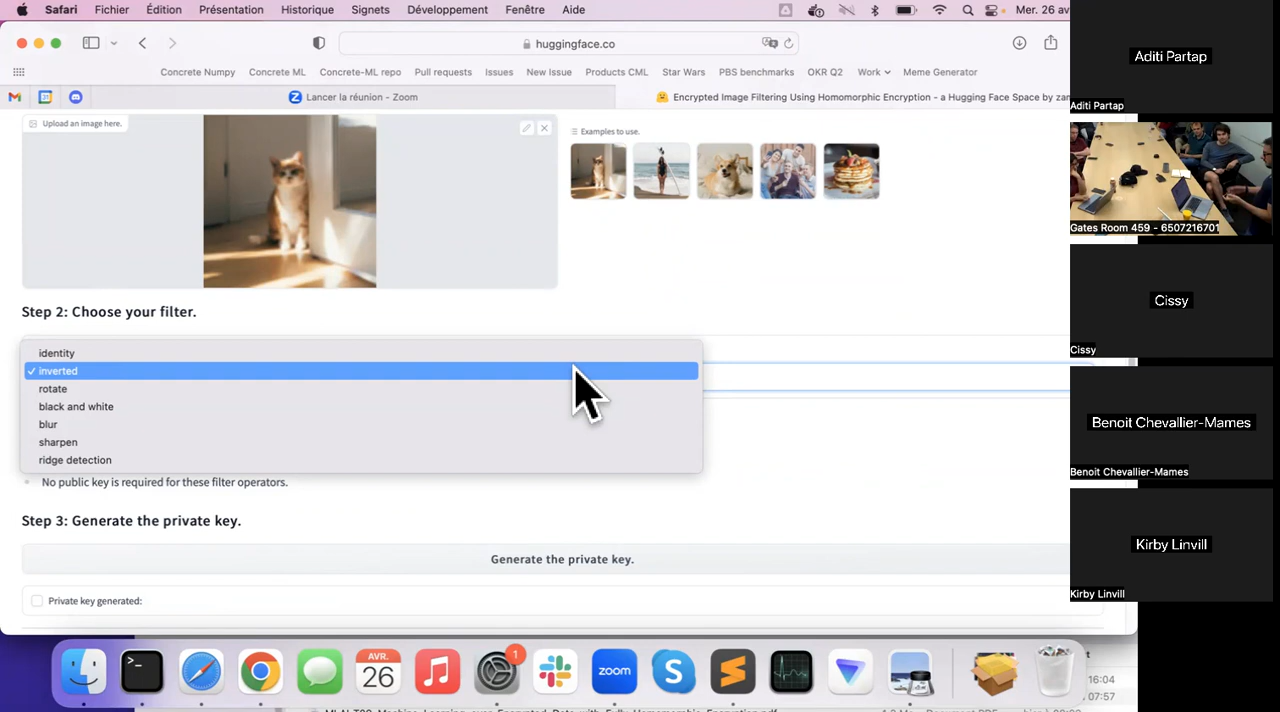 Safari Fichier Édition Présentation Historique Signets Développement Fenêtre Aide
Mer. 26 av
huggingface.co
Concrete Numpy Concrete ML Concrete-ML repo Pull requests Issues New Issue Products CML Star Wars PBS benchmarks OKR Q2 Work Meme Generator
Lancer la réunion - Zoom
Encrypted Image Filtering Using Homomorphic Encryption - a Hugging Face Space by zam
Upload an image here.
Examples to use.
Step 2: Choose your filter.
identity
inverted
rotate
black and white
blur
sharpen
ridge detection
No public key is required for these filter operators.
Step 3: Generate the private key.
Generate the private key.
Private key generated:
AVR.
26
1
zoom
16:04
07:57
Aditi Partap
Aditi Partap
Gates Room 459 - 6507216701
Cissy
Cissy
Benoit Chevallier-Mames
Benoit Chevallier-Mames
Kirby Linvill
Kirby Linvill